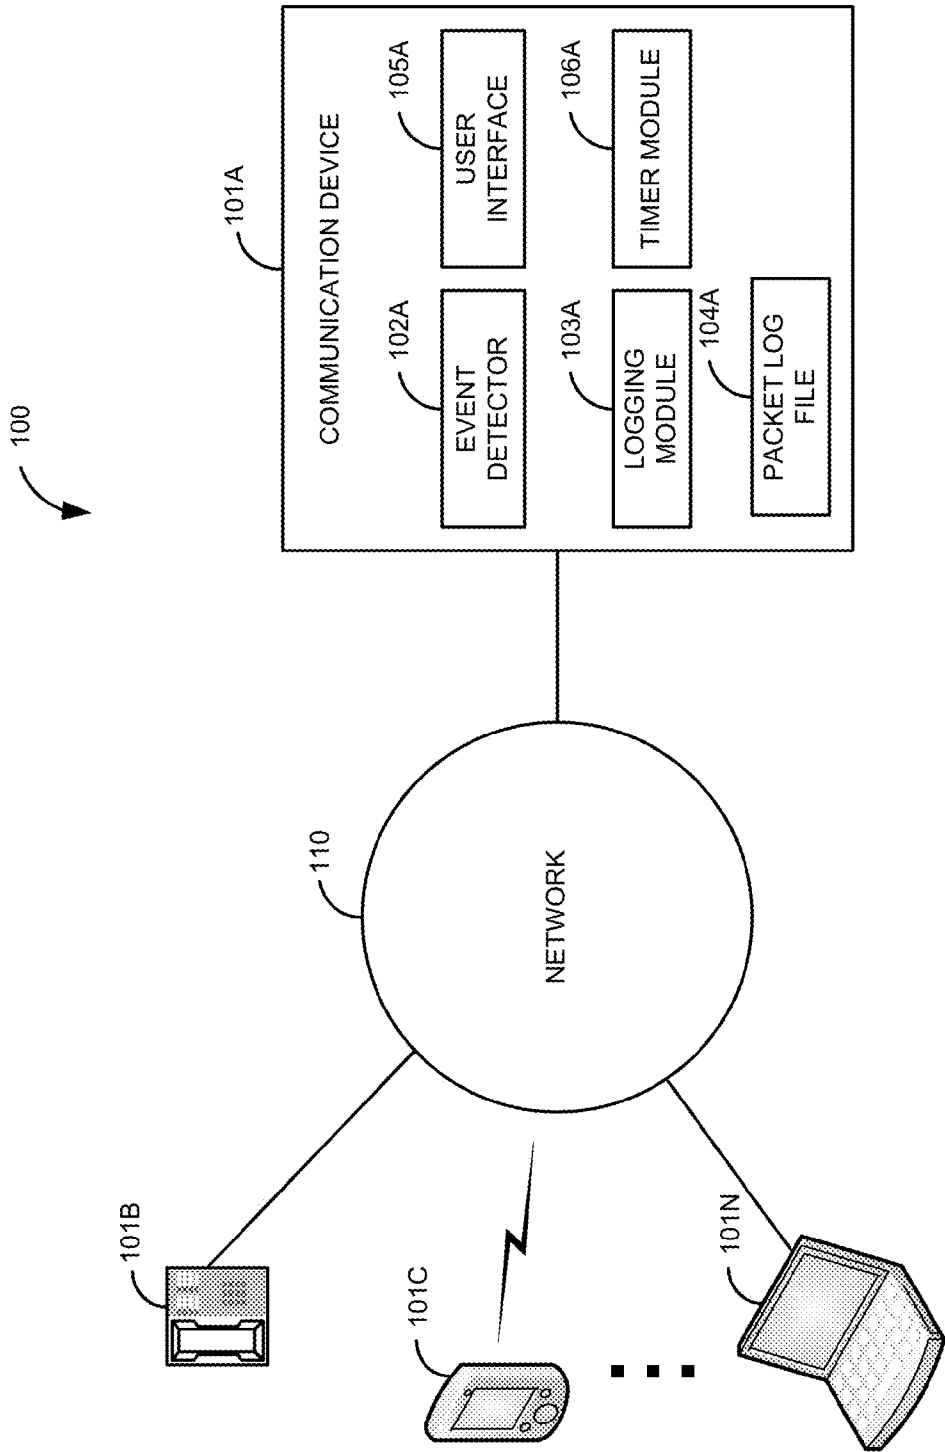 100
101A
COMMUNICATION DEVICE
102A
EVENT
DETECTOR
105A
USER
INTERFACE
103A
LOGGING
MODULE
106A
TIMER MODULE
104A
PACKET LOG
FILE
110
NETWORK
101B
101C
101N